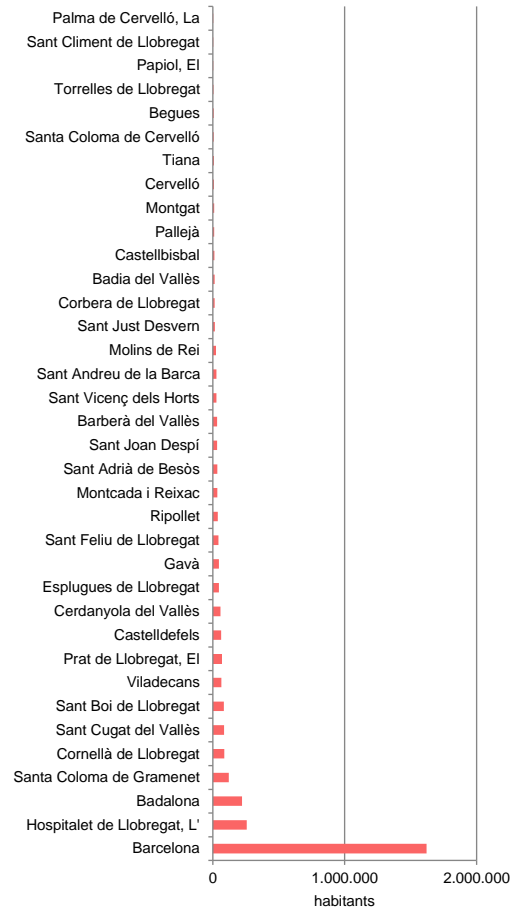 Palma de Cervelló, La
Sant Climent de Llobregat
Papiol, El
Torrelles de Llobregat
Begues
Santa Coloma de Cervelló
Tiana
Cervelló
Montgat
Pallejà
Castellbisbal
Badia del Vallès
Corbera de Llobregat
Sant Just Desvern
Molins de Rei
Sant Andreu de la Barca
Sant Vicenç dels Horts
Barberà del Vallès
Sant Joan Despí
Sant Adrià de Besòs
Montcada i Reixac
Ripollet
Sant Feliu de Llobregat
Gavà
Esplugues de Llobregat
Cerdanyola del Vallès
Castelldefels
Prat de Llobregat, El
Viladecans
Sant Boi de Llobregat
Sant Cugat del Vallès
Cornellà de Llobregat
Santa Coloma de Gramenet
Badalona
Hospitalet de Llobregat, L'
Barcelona
0 1.000.000 2.000.000
habitants